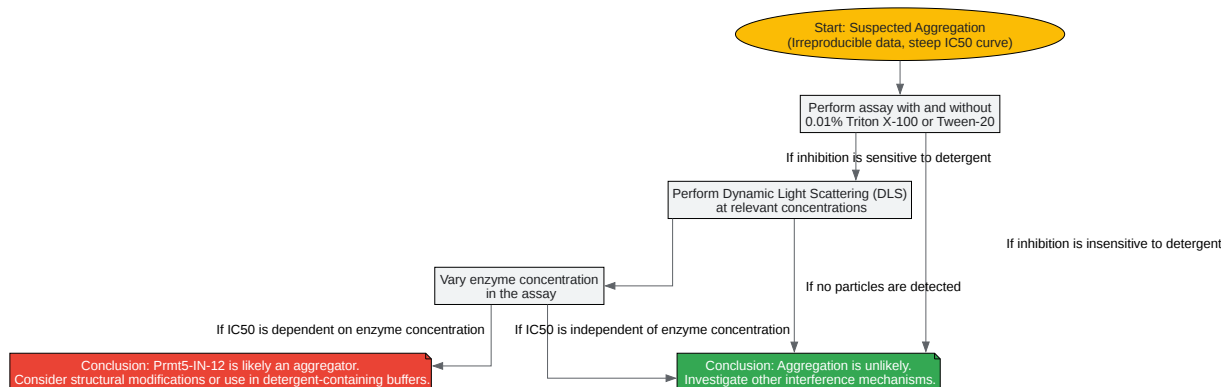 Start: Suspected Aggregation
(Irreproducible data, steep IC50 curve)
Perform assay with and without
0.01% Triton X-100 or Tween-20
If inhibition is sensitive to detergent
Perform Dynamic Light Scattering (DLS)
at relevant concentrations
If inhibition is insensitive to detergent
Vary enzyme concentration
in the assay
If no particles are detected
If IC50 is dependent on enzyme concentration
If IC50 is independent of enzyme concentration
Conclusion: Prmt5-IN-12 is likely an aggregator.
Consider structural modifications or use in detergent-containing buffers.
Conclusion: Aggregation is unlikely.
Investigate other interference mechanisms.